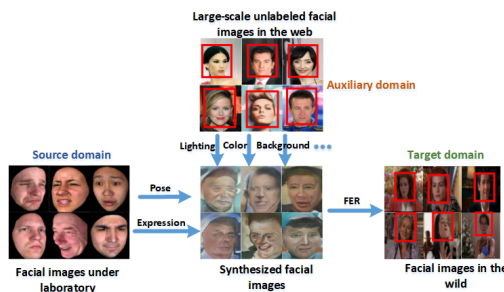 Large-scale unlabeled facial
images in the web
Auxiliary domain
Lighting
Color
Background
Source domain
Target domain
Pose
FER
Expression
Facial images under
laboratory
Synthesized facial
images
Facial images in the
wild